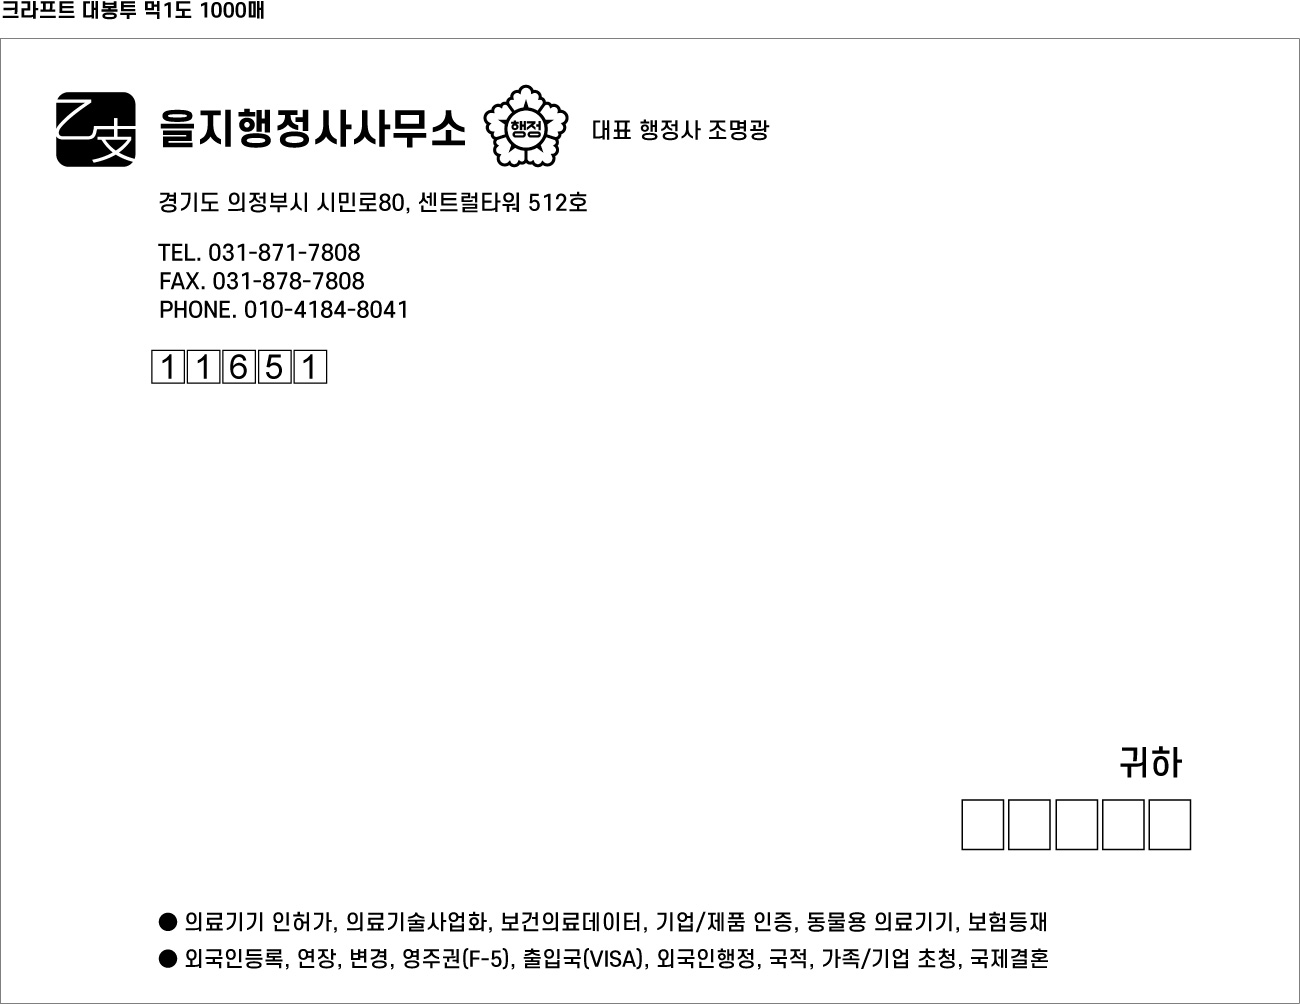 크라프트 대봉투 먹1도 1000매
乙支 을지행정사사무소 행정 대표 행정사 조명광
경기도 의정부시 시민로80, 센트럴타워 512호
TEL. 031-871-7808
FAX. 031-878-7808
PHONE. 010-4184-8041
11651
귀하
● 의료기기 인허가, 의료기술사업화, 보건의료데이터, 기업/제품 인증, 동물용 의료기기, 보험등재
● 외국인등록, 연장, 변경, 영주권(F-5), 출입국(VISA), 외국인행정, 국적, 가족/기업 초청, 국제결혼